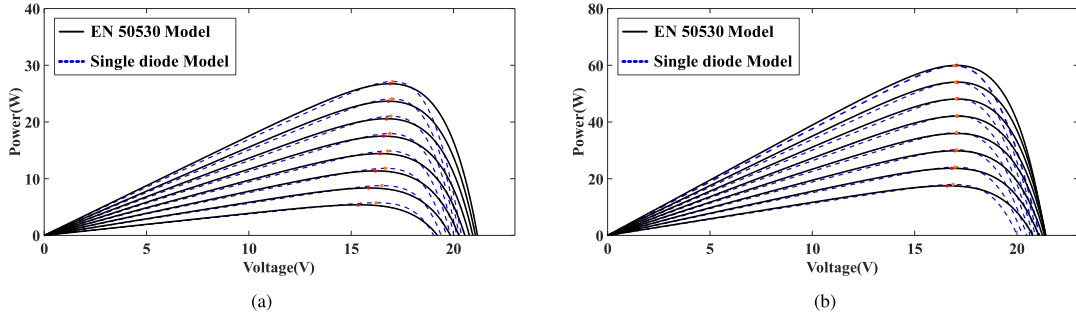 40
30
20
10
0
Power(W)
EN 50530 Model
Single diode Model
0 5 10 15 20
Voltage(V)
(a)
80
60
40
20
0
Power(W)
EN 50530 Model
Single diode Model
0 5 10 15 20
Voltage(V)
(b)